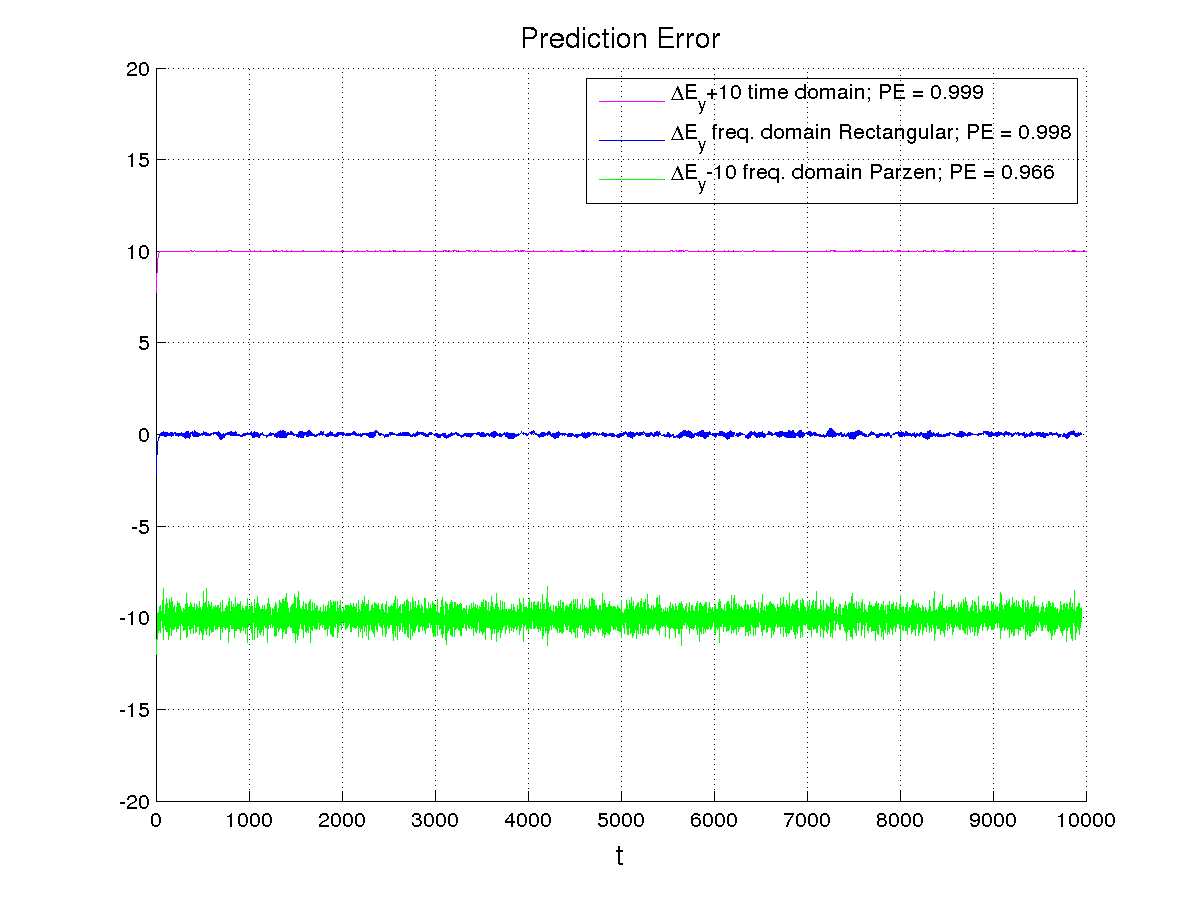 Prediction Error
20
15
10
5
0
-5
-10
-15
-20
ΔEy+10 time domain; PE = 0.999
ΔEy freq. domain Rectangular; PE = 0.998
ΔEy-10 freq. domain Parzen; PE = 0.966
0 1000 2000 3000 4000 5000 6000 7000 8000 9000 10000
t